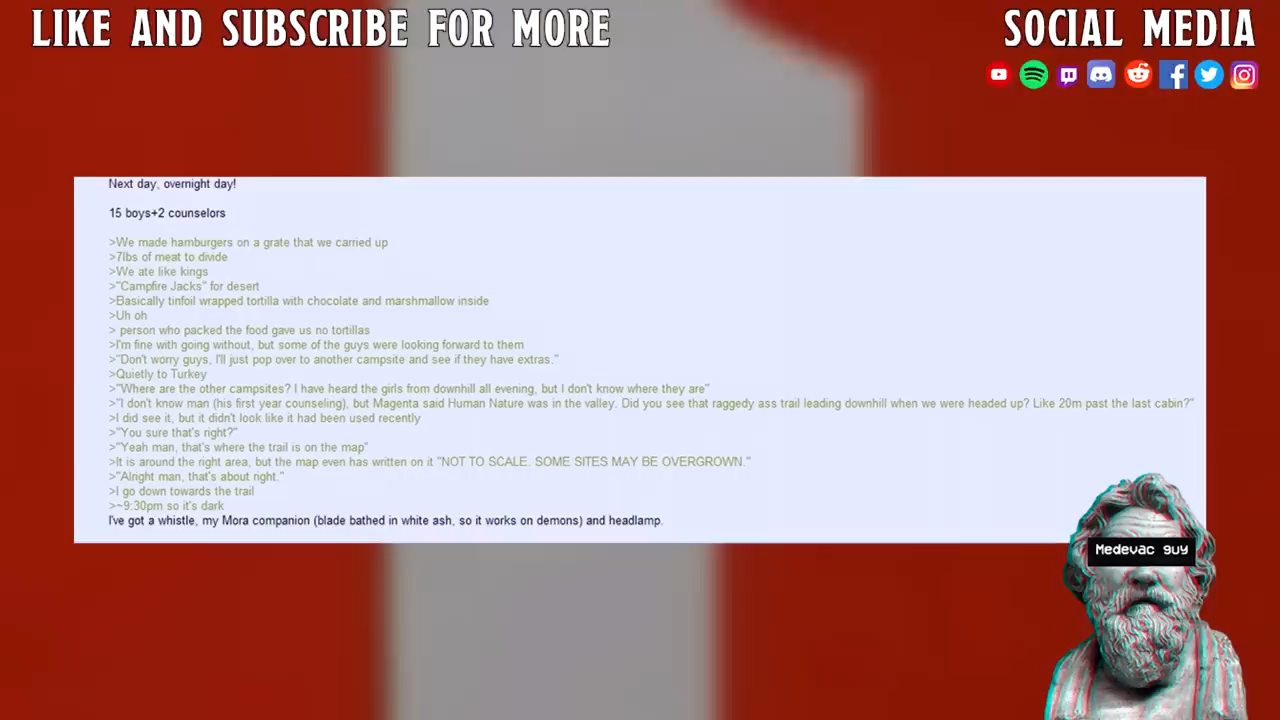 LIKE AND SUBSCRIBE FOR MORE
SOCIAL MEDIA
Next day, overnight day!
15 boys+2 counselors
>We made hamburgers on a grate that we carried up
>7lbs of meat to divide
>We ate like kings
>"Campfire Jacks" for desert
>Basically tinfoil wrapped tortilla with chocolate and marshmallow inside
>Uh oh
> person who packed the food gave us no tortillas
>I'm fine with going without, but some of the guys were looking forward to them
>"Don't worry guys, I'll just pop over to another campsite and see if they have extras."
>Quietly to Turkey
>"Where are the other campsites? I have heard the girls from downhill all evening, but I don't know where they are"
>"I don't know man (his first year counseling), but Magenta said Human Nature was in the valley. Did you see that raggedy ass trail leading downhill when we were headed up? Like 20m past the last cabin?"
>I did see it, but it didn't look like it had been used recently
>"You sure that's right?"
>"Yeah man, that's where the trail is on the map"
>It is around the right area, but the map even has written on it "NOT TO SCALE. SOME SITES MAY BE OVERGROWN."
>"Alright man, that's about right."
>I go down towards the trail
>~9:30pm so it's dark
I've got a whistle, my Mora companion (blade bathed in white ash, so it works on demons) and headlamp.
Medevac guy